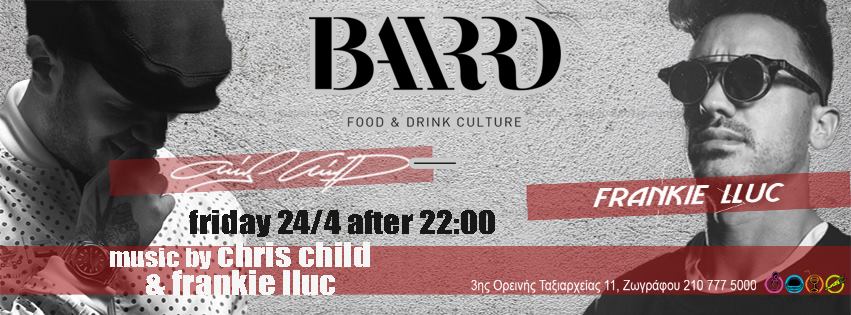 BARRO
FOOD & DRINK CULTURE
FRANKIE LLUC
friday 24/4 after 22:00
music by chris child
& frankie lluc
3ης Ορεινής Ταξιαρχείας 11, Ζωγράφου 210 777 5000